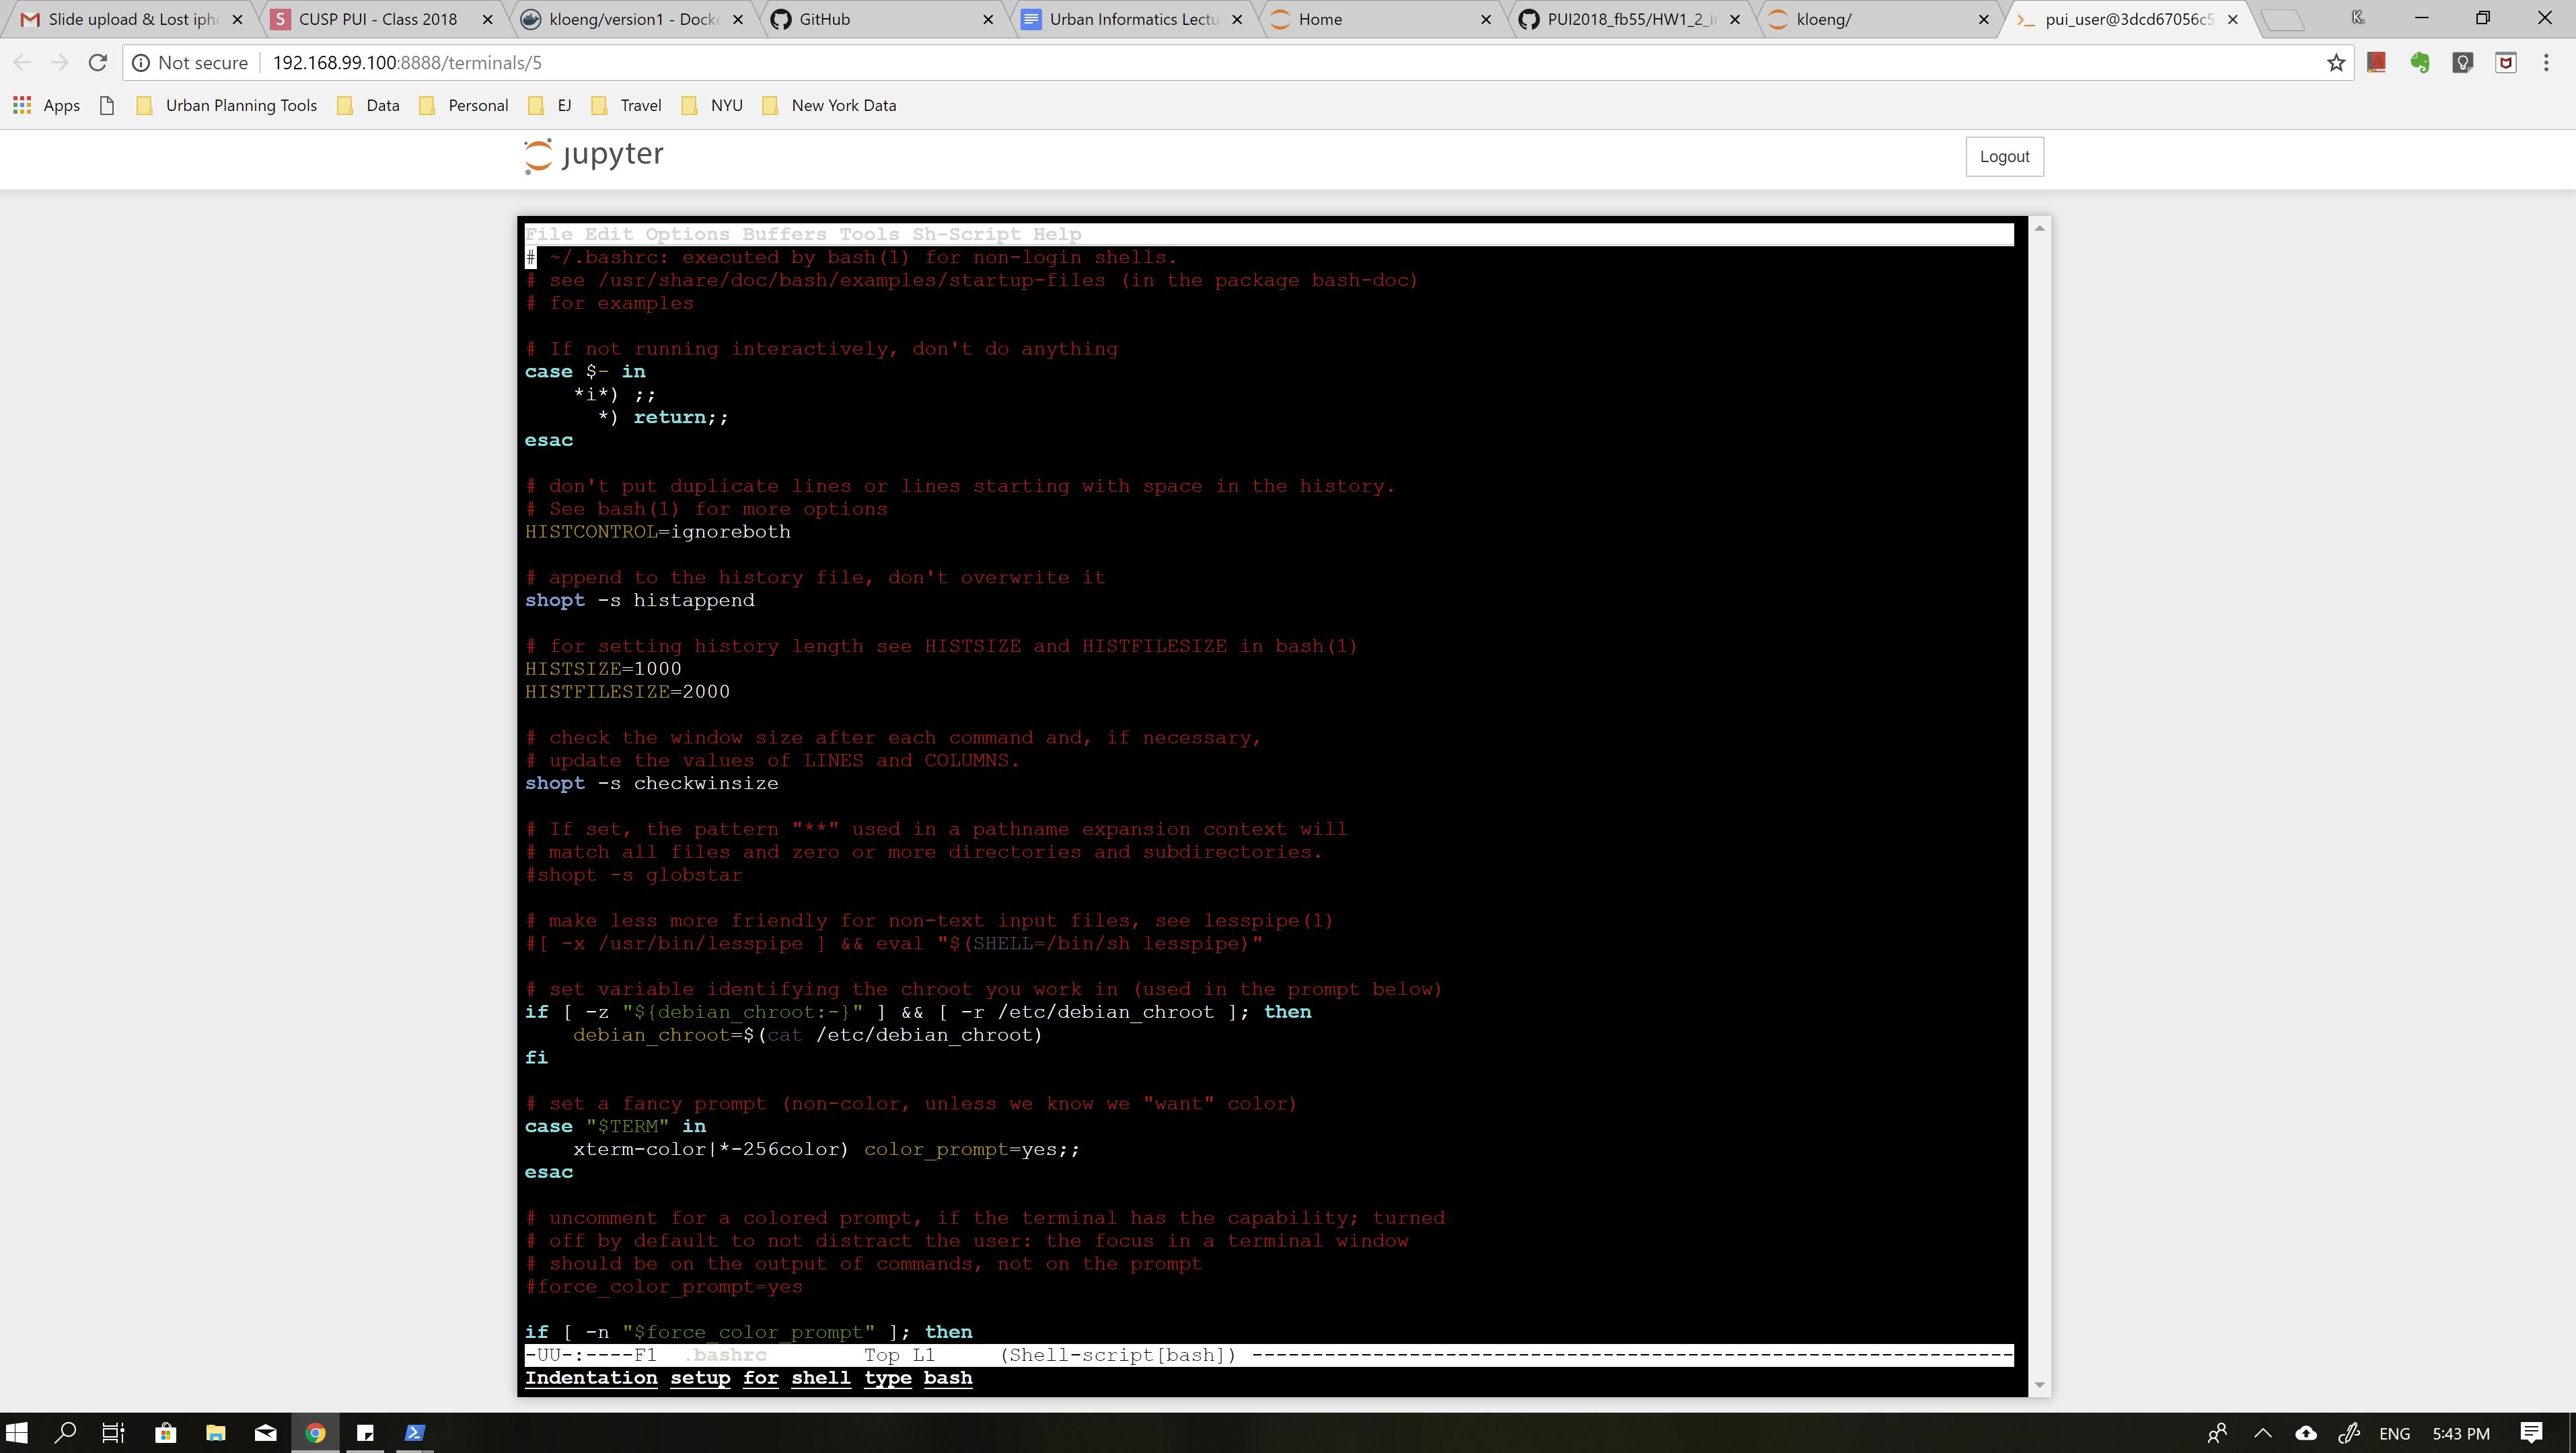 Slide upload & Lost iph
CUSP PUI - Class 2018
kloeng/version1 - Docke
GitHub
Urban Informatics Lectu
Home
PUI2018_fb55/HW1_2_i
kloeng/
pui_user@3dcd67056c5
K.
Not secure 192.168.99.100:8888/terminals/5
Apps Urban Planning Tools Data Personal EJ Travel NYU New York Data
jupyter
Logout
File Edit Options Buffers Tools Sh-Script Help
# ~/.bashrc: executed by bash(1) for non-login shells.
# see /usr/share/doc/bash/examples/startup-files (in the package bash-doc)
# for examples

# If not running interactively, don't do anything
case $- in
    *i*) ;;
      *) return;;
esac

# don't put duplicate lines or lines starting with space in the history.
# See bash(1) for more options
HISTCONTROL=ignoreboth

# append to the history file, don't overwrite it
shopt -s histappend

# for setting history length see HISTSIZE and HISTFILESIZE in bash(1)
HISTSIZE=1000
HISTFILESIZE=2000

# check the window size after each command and, if necessary,
# update the values of LINES and COLUMNS.
shopt -s checkwinsize

# If set, the pattern "**" used in a pathname expansion context will
# match all files and zero or more directories and subdirectories.
#shopt -s globstar

# make less more friendly for non-text input files, see lesspipe(1)
#[ -x /usr/bin/lesspipe ] && eval "$(SHELL=/bin/sh lesspipe)"

# set variable identifying the chroot you work in (used in the prompt below)
if [ -z "${debian_chroot:-}" ] && [ -r /etc/debian_chroot ]; then
    debian_chroot=$(cat /etc/debian_chroot)
fi

# set a fancy prompt (non-color, unless we know we "want" color)
case "$TERM" in
    xterm-color|*-256color) color_prompt=yes;;
esac

# uncomment for a colored prompt, if the terminal has the capability; turned
# off by default to not distract the user: the focus in a terminal window
# should be on the output of commands, not on the prompt
#force_color_prompt=yes

if [ -n "$force_color_prompt" ]; then
-UU-:----F1  .bashrc        Top L1     (Shell-script[bash]) ---------------------------------------------------------------
Indentation setup for shell type bash
ENG 5:43 PM